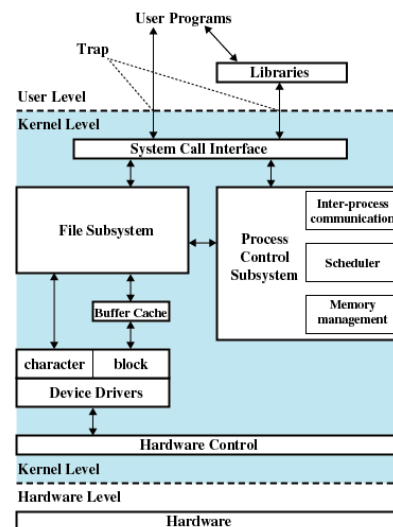 User Programs
Trap
Libraries
User Level
Kernel Level
System Call Interface
File Subsystem
Inter-process
communication
Process
Control
Subsystem
Scheduler
Memory
management
Buffer Cache
character
block
Device Drivers
Hardware Control
Kernel Level
Hardware Level
Hardware